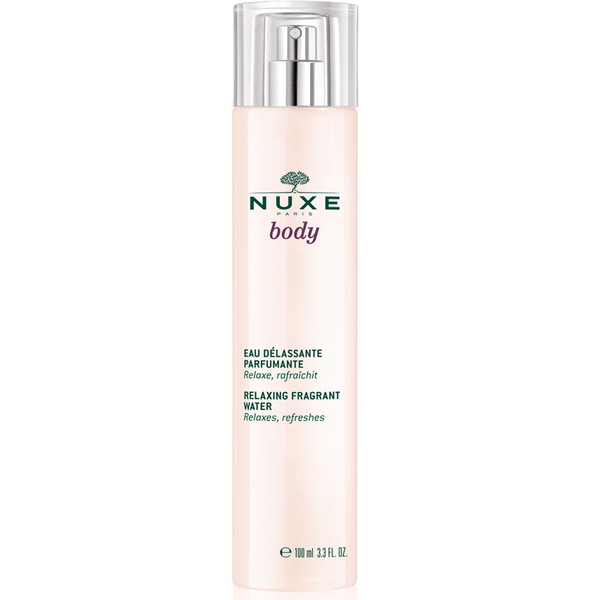 NUXE
PARIS
body
EAU DÉLASSANTE
PARFUMANTE
Relaxe, rafraîchit
RELAXING FRAGRANT
WATER
Relaxes, refreshes
℮ 100 ml 3.3 FL. OZ.